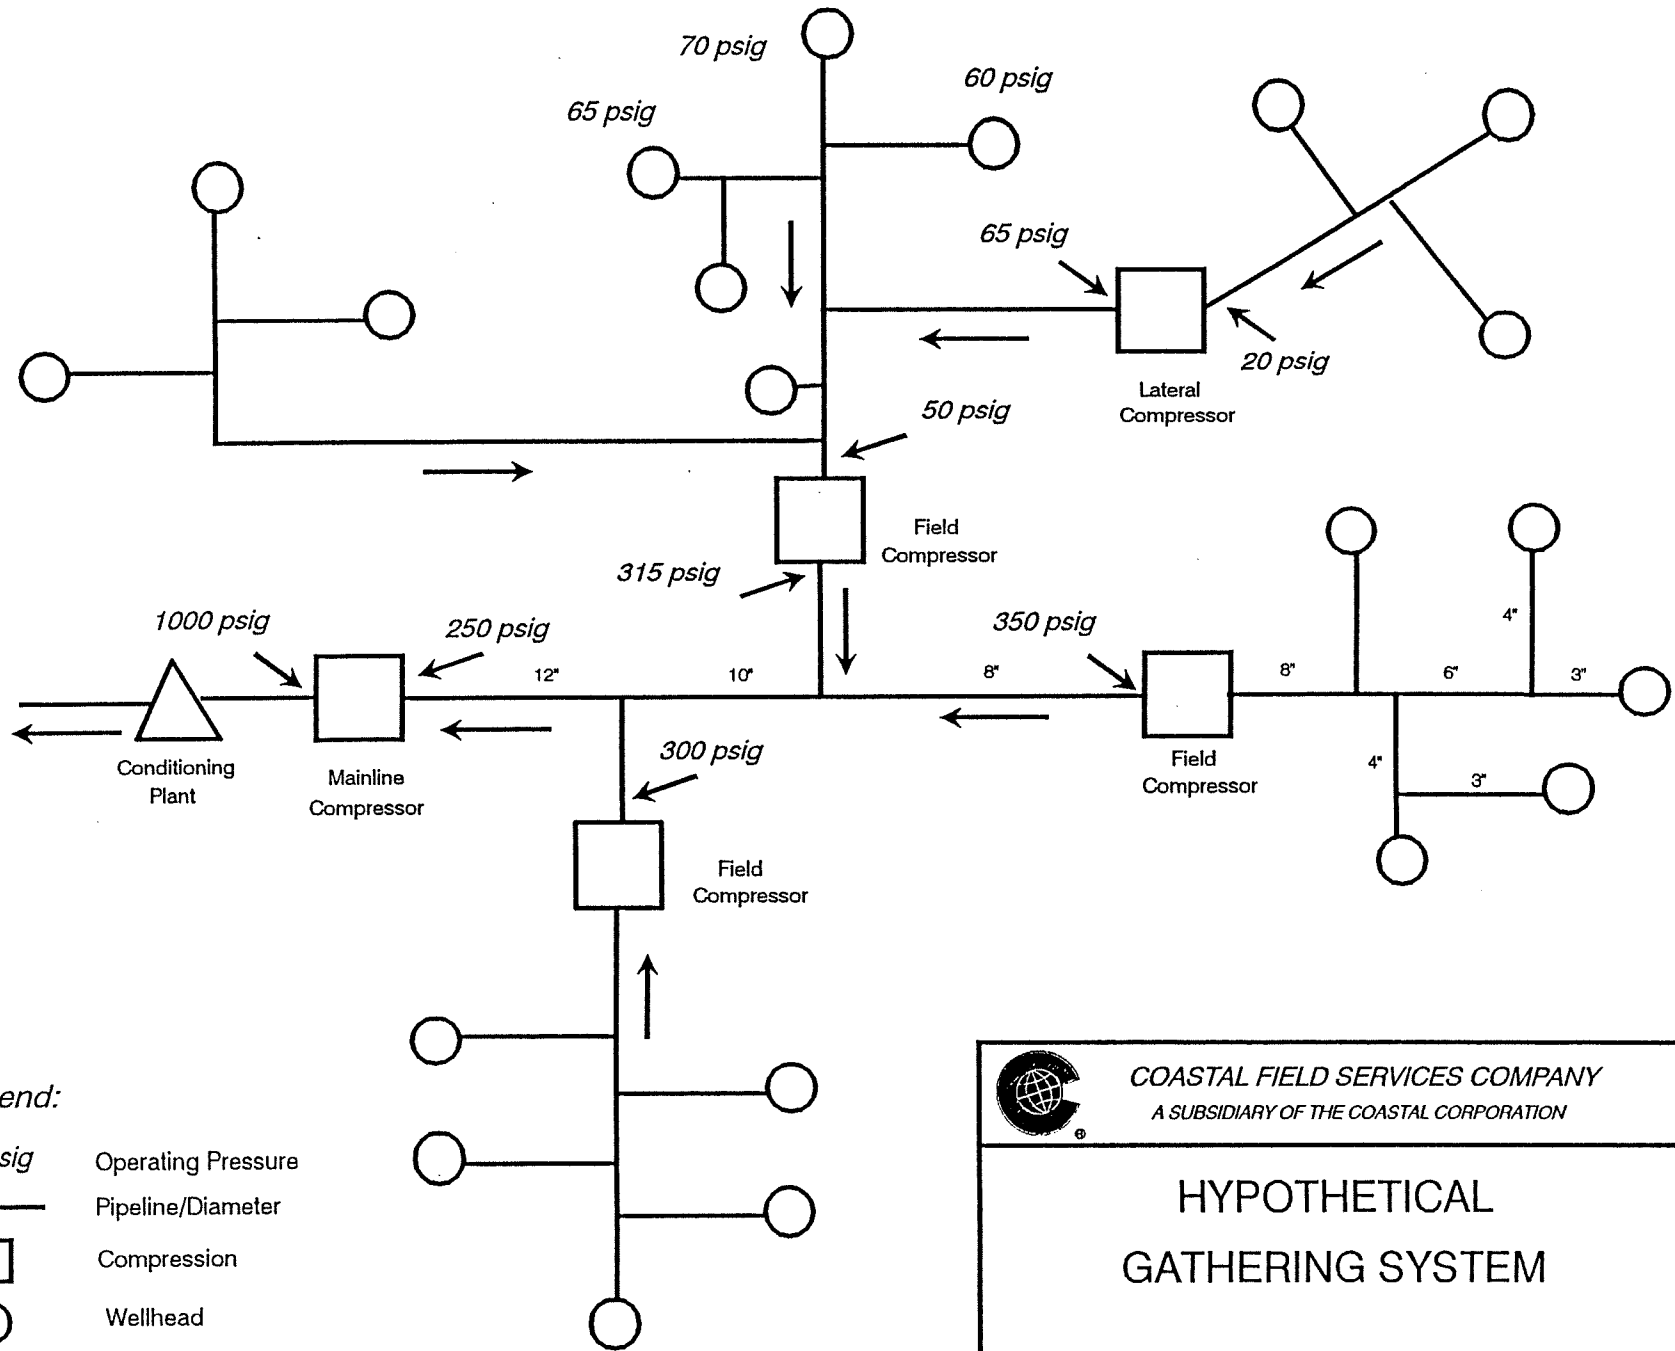 70 psig
60 psig
65 psig
65 psig
20 psig
Lateral
Compressor
50 psig
Field
Compressor
315 psig
1000 psig
250 psig
350 psig
12"
10"
8"
8"
6"
3"
4"
300 psig
Conditioning
Plant
Mainline
Compressor
Field
Compressor
4"
3"
Field
Compressor
end:
sig
Operating Pressure
Pipeline/Diameter
Compression
Wellhead
®
COASTAL FIELD SERVICES COMPANY
A SUBSIDIARY OF THE COASTAL CORPORATION
HYPOTHETICAL
GATHERING SYSTEM